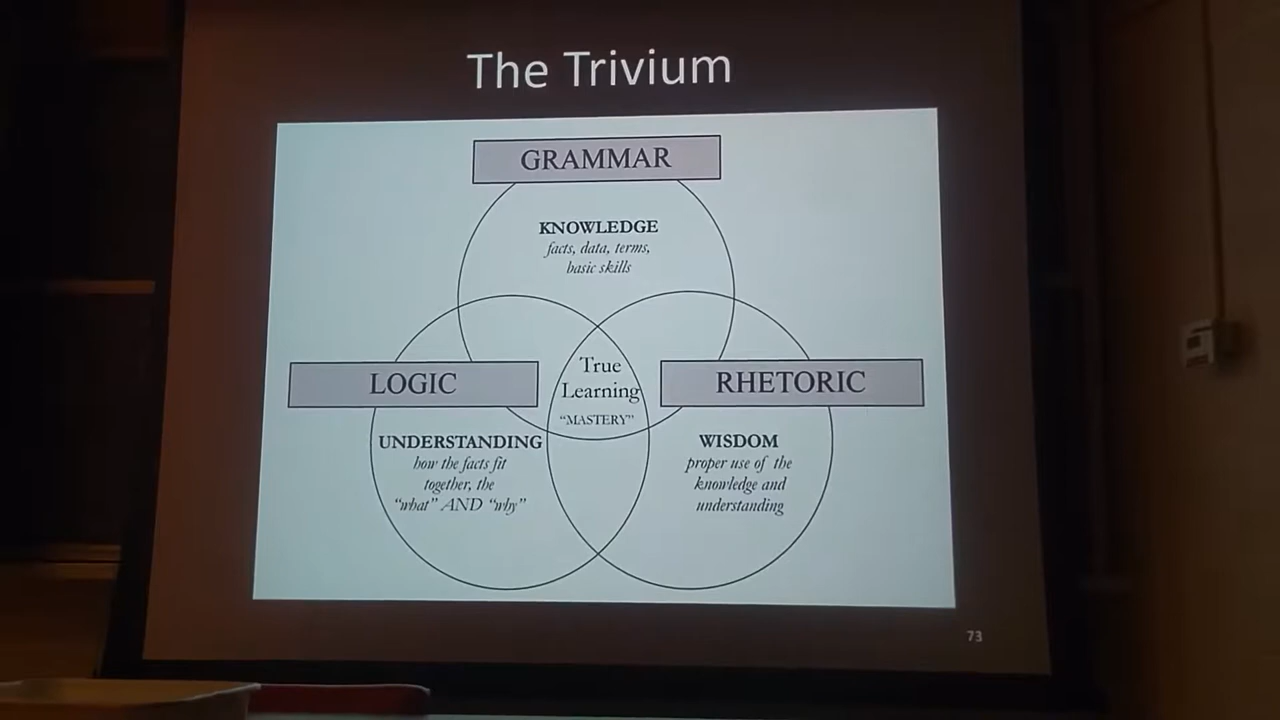 The Trivium
GRAMMAR
KNOWLEDGE
facts, data, terms,
basic skills
True
Learning
"MASTERY"
LOGIC
UNDERSTANDING
how the facts fit
together, the
“what” AND “why”
RHETORIC
WISDOM
proper use of the
knowledge and
understanding
73